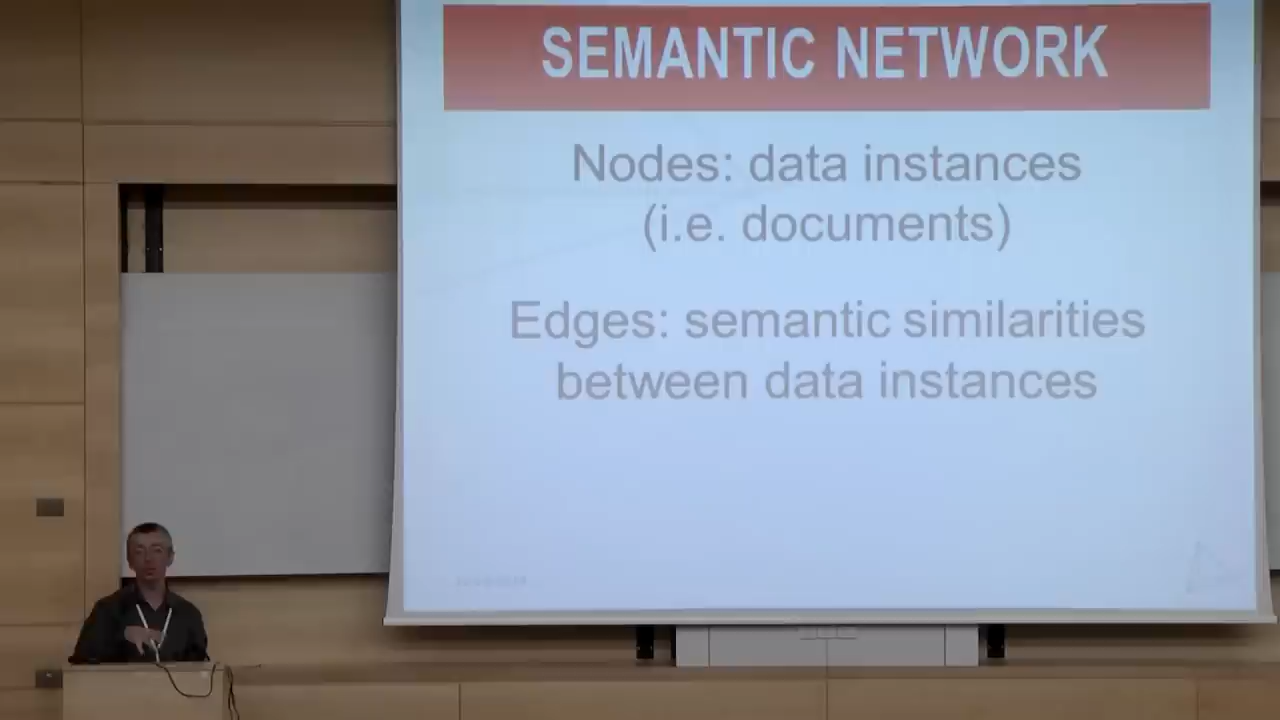 SEMANTIC NETWORK
Nodes: data instances
(i.e. documents)
Edges: semantic similarities
between data instances